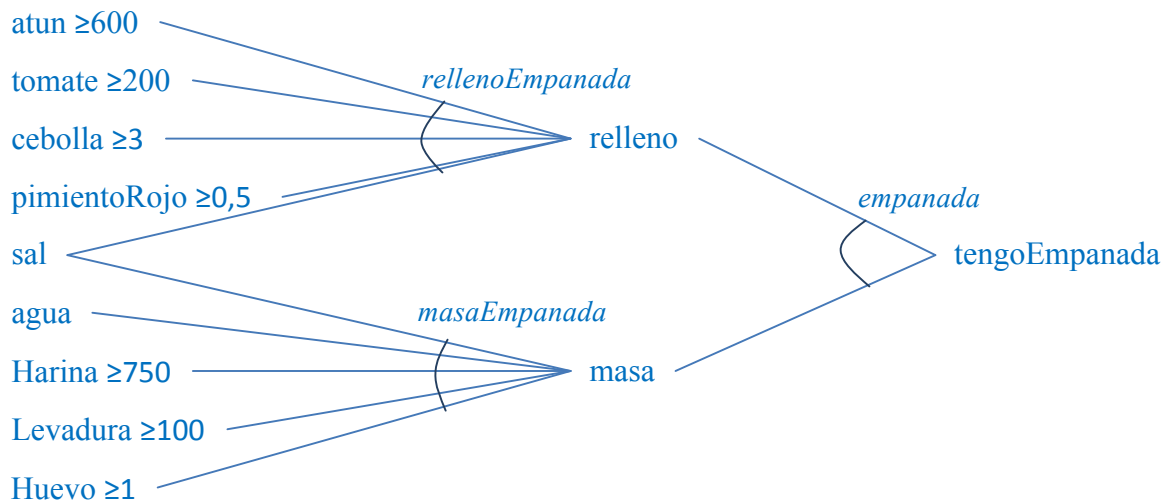 atun ≥600
tomate ≥200
rellenoEmpanada
cebolla ≥3
relleno
pimientoRojo ≥0,5
empanada
sal
tengoEmpanada
agua
masaEmpanada
Harina ≥750
masa
Levadura ≥100
Huevo ≥1